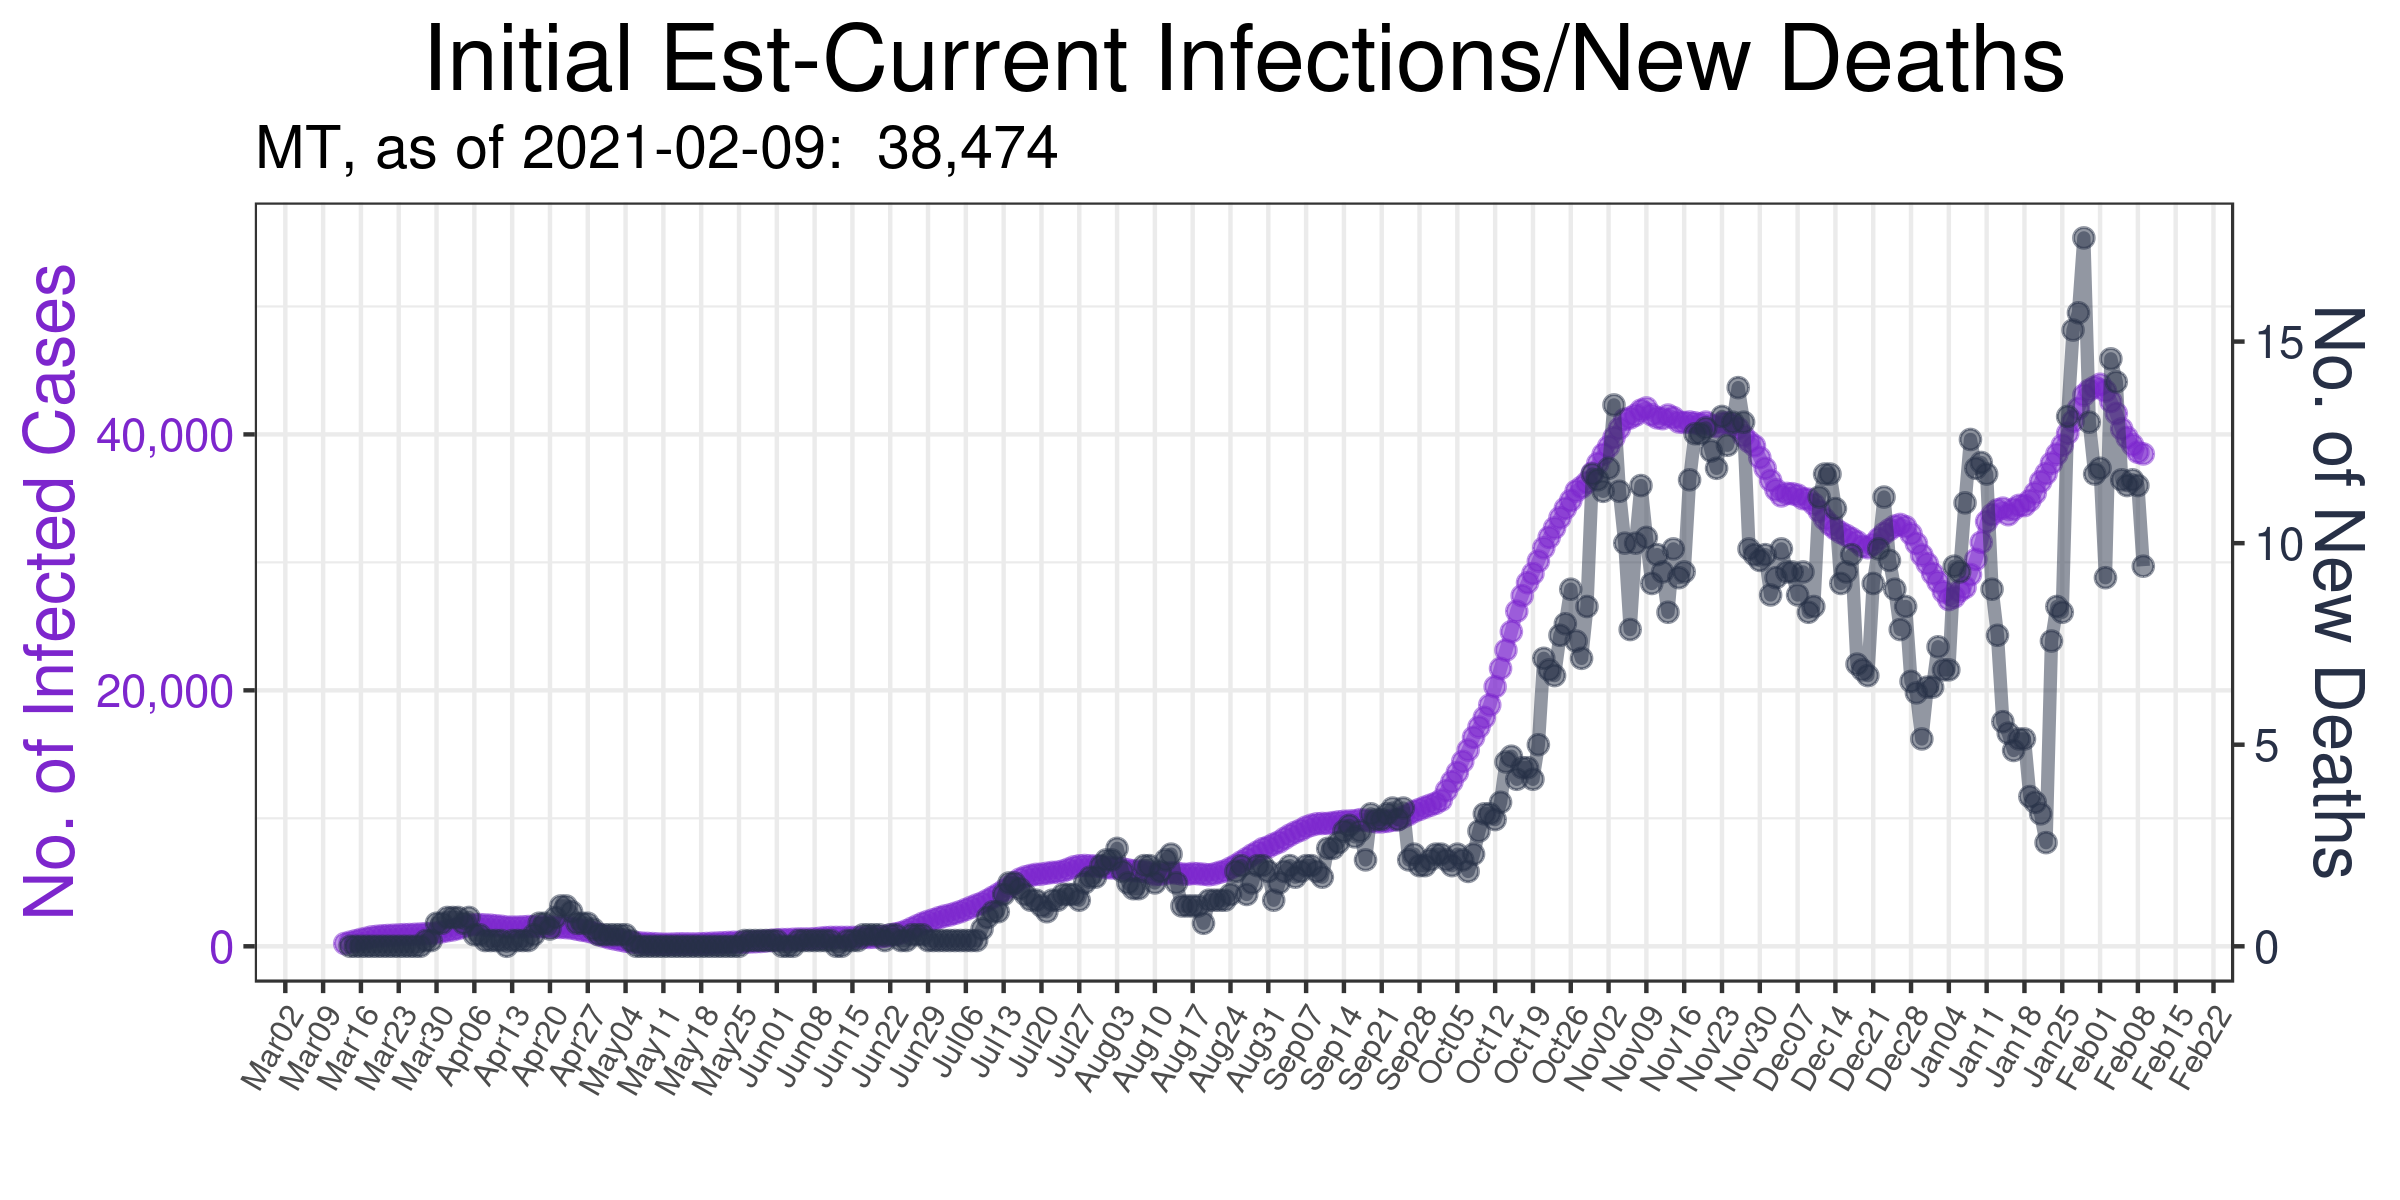 Initial Est-Current Infections/New Deaths
MT, as of 2021-02-09: 38,474
No. of Infected Cases
40,000
20,000
0
15
10
5
0
No. of New Deaths
Mar02
Mar09
Mar16
Mar23
Mar30
Apr06
Apr13
Apr20
Apr27
May04
May11
May18
May25
Jun01
Jun08
Jun15
Jun22
Jun29
Jul06
Jul13
Jul20
Jul27
Aug03
Aug10
Aug17
Aug24
Aug31
Sep07
Sep14
Sep21
Sep28
Oct05
Oct12
Oct19
Oct26
Nov02
Nov09
Nov16
Nov23
Nov30
Dec07
Dec14
Dec21
Dec28
Dec04
Jan11
Jan18
Jan25
Feb01
Feb08
Feb15
Feb22